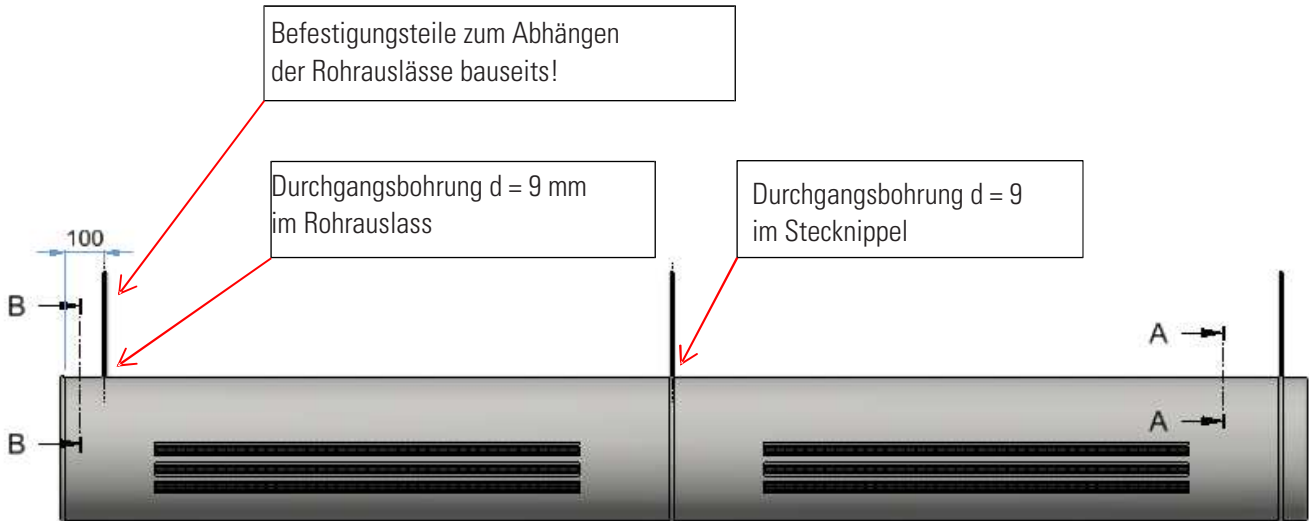 Befestigungsteile zum Abhängen
der Rohrauslässe bauseits!
Durchgangsbohrung d = 9 mm
im Rohrauslass
Durchgangsbohrung d = 9
im Stecknippel
100
B
A
A
B